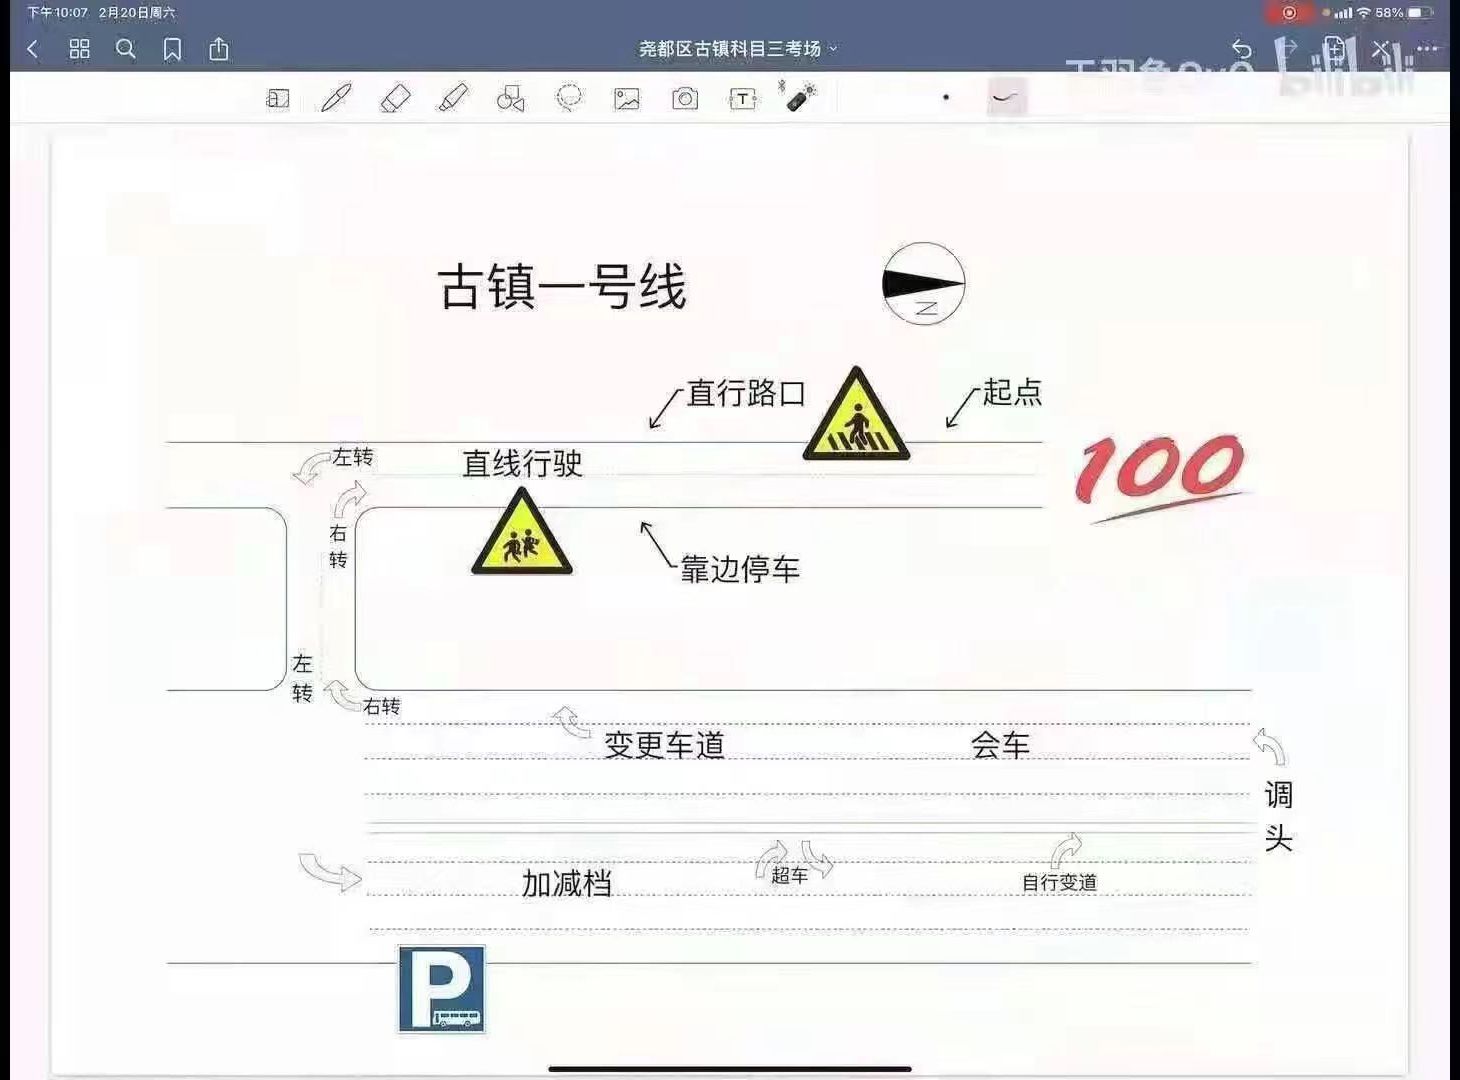 下午10:07 2月20日周六
58%
尧都区古镇科目三考场
bilibili
T
古镇一号线
N
直行路口
起点
左转
直线行驶
100
右转
靠边停车
左转
右转
变更车道
会车
调头
加减档
超车
自行变道
P